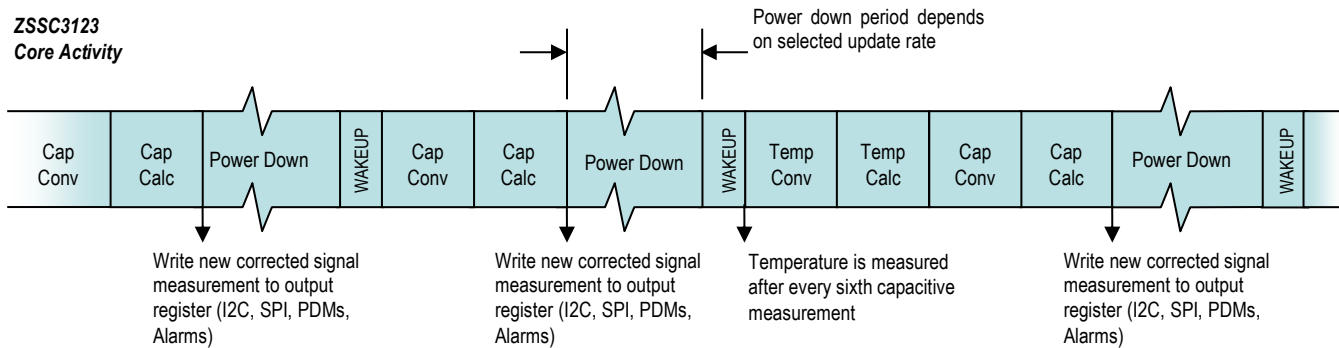 ZSSC3123
Core Activity
Power down period depends
on selected update rate
Cap
Conv
Cap
Calc
Power Down
WAKEUP
Cap
Conv
Cap
Calc
Power Down
WAKEUP
Temp
Conv
Temp
Calc
Cap
Conv
Cap
Calc
Power Down
WAKEUP
Write new corrected signal
measurement to output
register (I2C, SPI, PDMs,
Alarms)
Write new corrected signal
measurement to output
register (I2C, SPI, PDMs,
Alarms)
Temperature is measured
after every sixth capacitive
measurement
Write new corrected signal
measurement to output
register (I2C, SPI, PDMs,
Alarms)